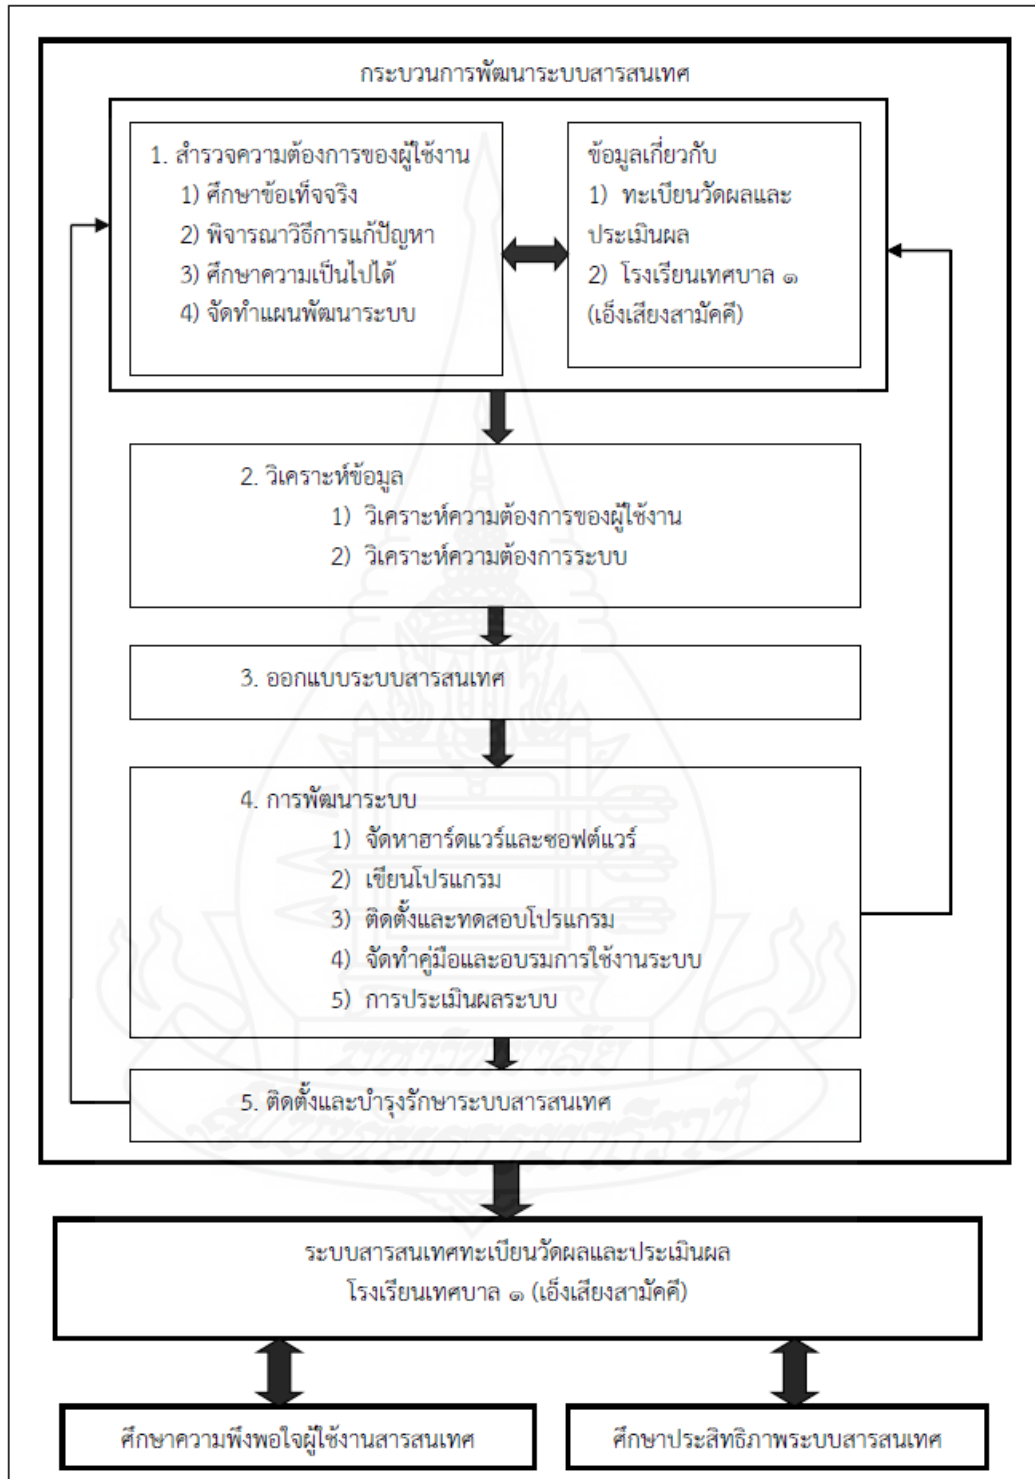 กระบวนการพัฒนาระบบสารสนเทศ
1. สำรวจความต้องการของผู้ใช้งาน
1) ศึกษาข้อเท็จจริง
2) พิจารณาวิธีการแก้ปัญหา
3) ศึกษาความเป็นไปได้
4) จัดทำแผนพัฒนาระบบ
ข้อมูลเกี่ยวกับ
1) ทะเบียนวัดผลและ
ประเมินผล
2) โรงเรียนเทศบาล ๑
(เอ็งเสียงสามัคคี)
2. วิเคราะห์ข้อมูล
1) วิเคราะห์ความต้องการของผู้ใช้งาน
2) วิเคราะห์ความต้องการระบบ
3. ออกแบบระบบสารสนเทศ
4. การพัฒนาระบบ
1) จัดหาฮาร์ดแวร์และซอฟต์แวร์
2) เขียนโปรแกรม
3) ติดตั้งและทดสอบโปรแกรม
4) จัดทำคู่มือและอบรมการใช้งานระบบ
5) การประเมินผลระบบ
มหาวิทยาลัย
5. ติดตั้งและบำรุงรักษาระบบสารสนเทศ
สุโขทัยธรรมาธิราช
ระบบสารสนเทศทะเบียนวัดผลและประเมินผล
โรงเรียนเทศบาล ๑ (เอ็งเสียงสามัคคี)
ศึกษาความพึงพอใจผู้ใช้งานสารสนเทศ
ศึกษาประสิทธิภาพระบบสารสนเทศ